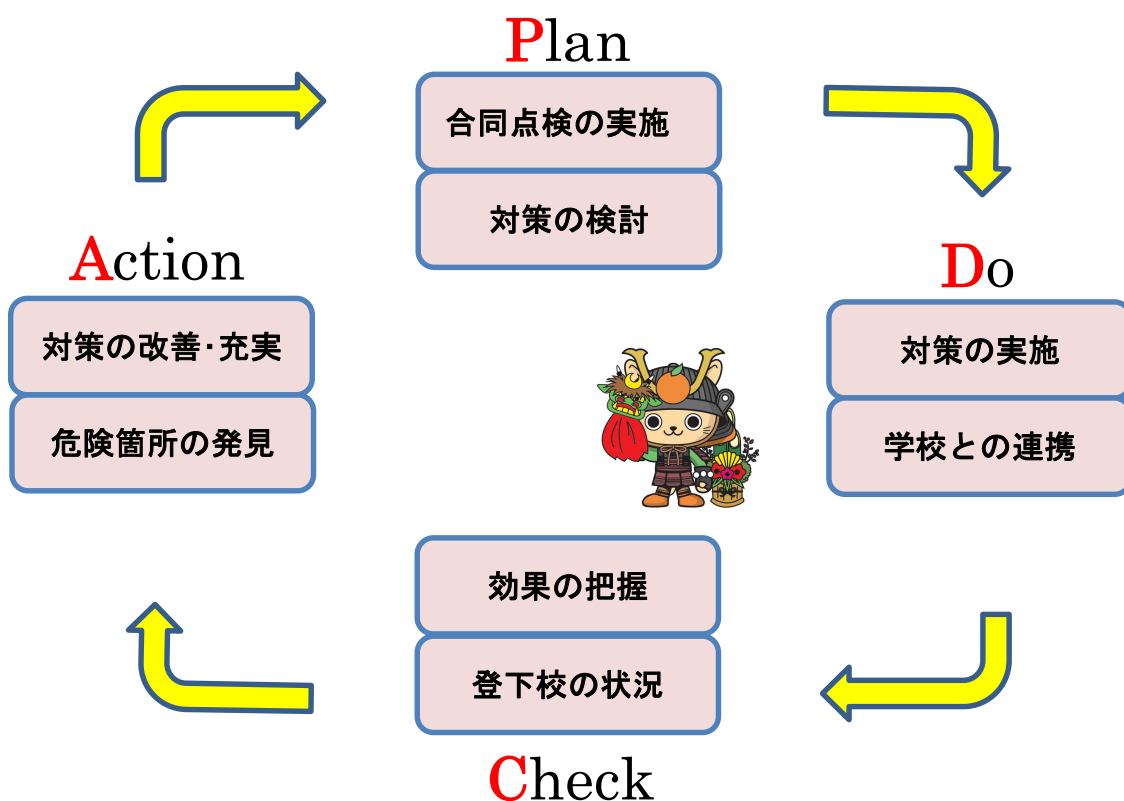 Plan
合同点検の実施
対策の検討
Do
対策の実施
学校との連携
Check
効果の把握
登下校の状況
Action
対策の改善・充実
危険箇所の発見